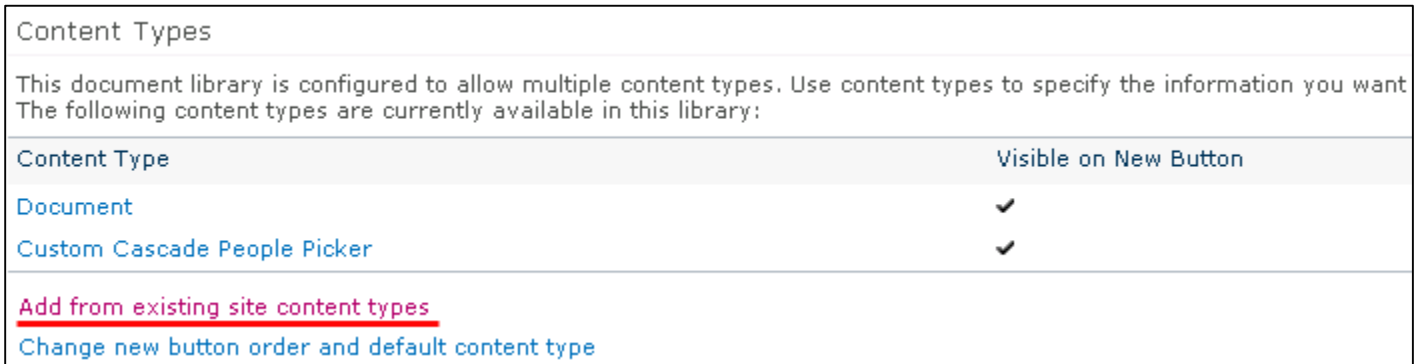 Content Types
This document library is configured to allow multiple content types. Use content types to specify the information you want
The following content types are currently available in this library:
Content Type Visible on New Button
Document
Custom Cascade People Picker
Add from existing site content types
Change new button order and default content type